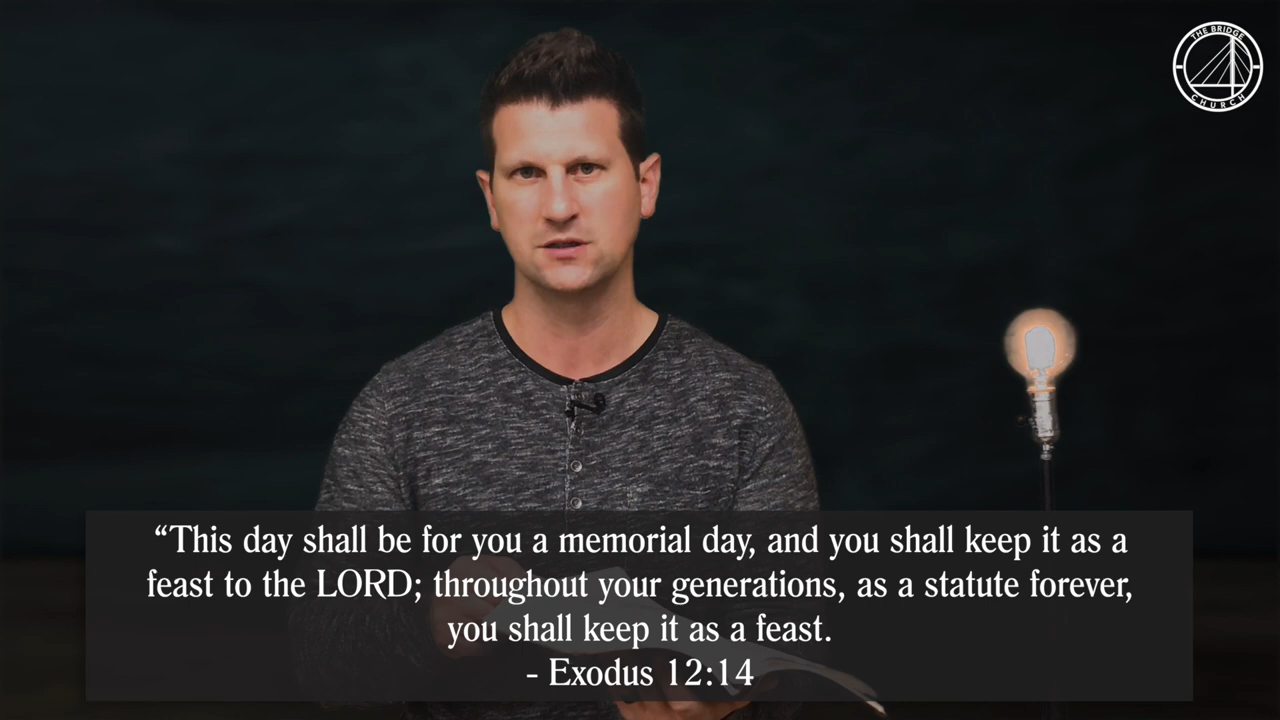 THE BRIDGE
CHURCH
“This day shall be for you a memorial day, and you shall keep it as a
feast to the LORD; throughout your generations, as a statute forever,
you shall keep it as a feast.
- Exodus 12:14